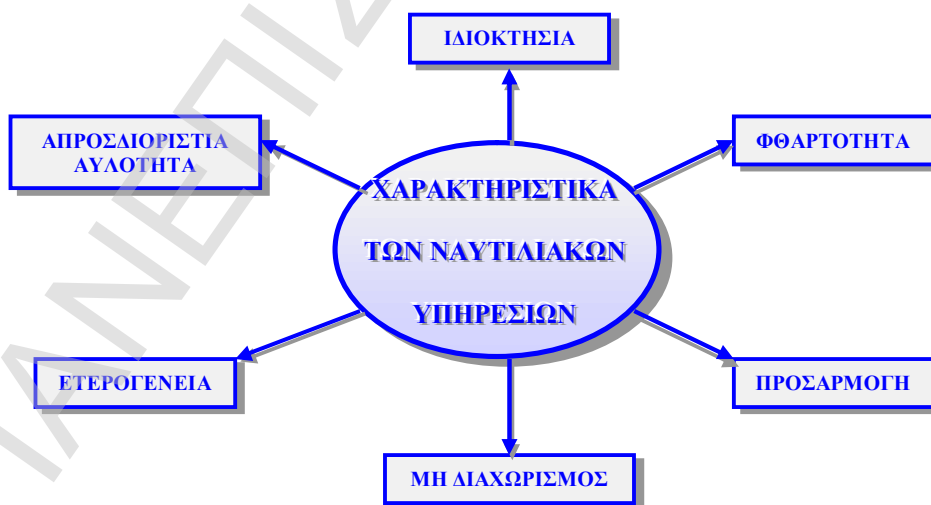 ΙΔΙΟΚΤΗΣΙΑ
ΑΠΡΟΣΔΙΟΡΙΣΤΙΑ
ΑΥΛΟΤΗΤΑ
ΦΘΑΡΤΟΤΗΤΑ
ΧΑΡΑΚΤΗΡΙΣΤΙΚΑ
ΤΩΝ ΝΑΥΤΙΛΙΑΚΩΝ
ΥΠΗΡΕΣΙΩΝ
ΕΤΕΡΟΓΕΝΕΙΑ
ΠΡΟΣΑΡΜΟΓΗ
ΜΗ ΔΙΑΧΩΡΙΣΜΟΣ